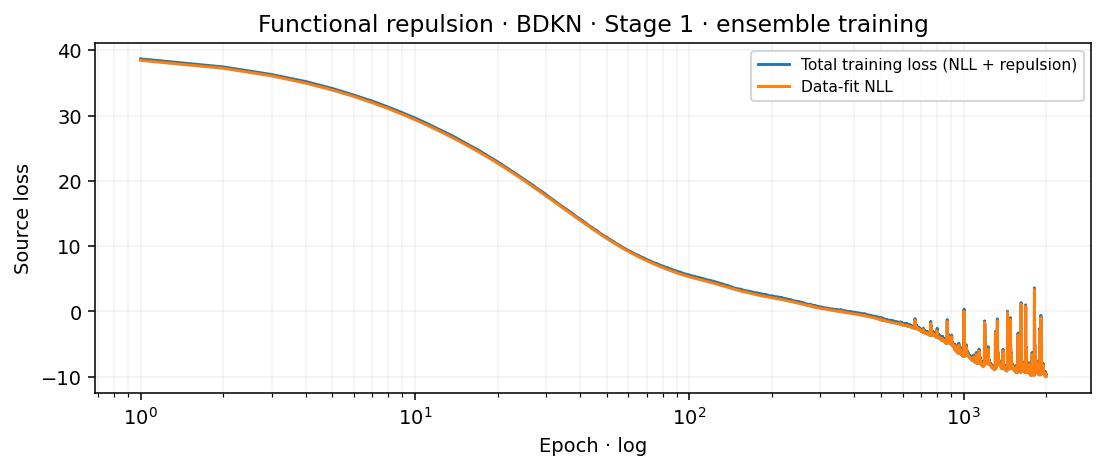 Functional repulsion · BDKN · Stage 1 · ensemble training
Total training loss (NLL + repulsion)
Data-fit NLL
Source loss
40
30
20
10
0
−10
10⁰
10¹
10²
10³
Epoch · log